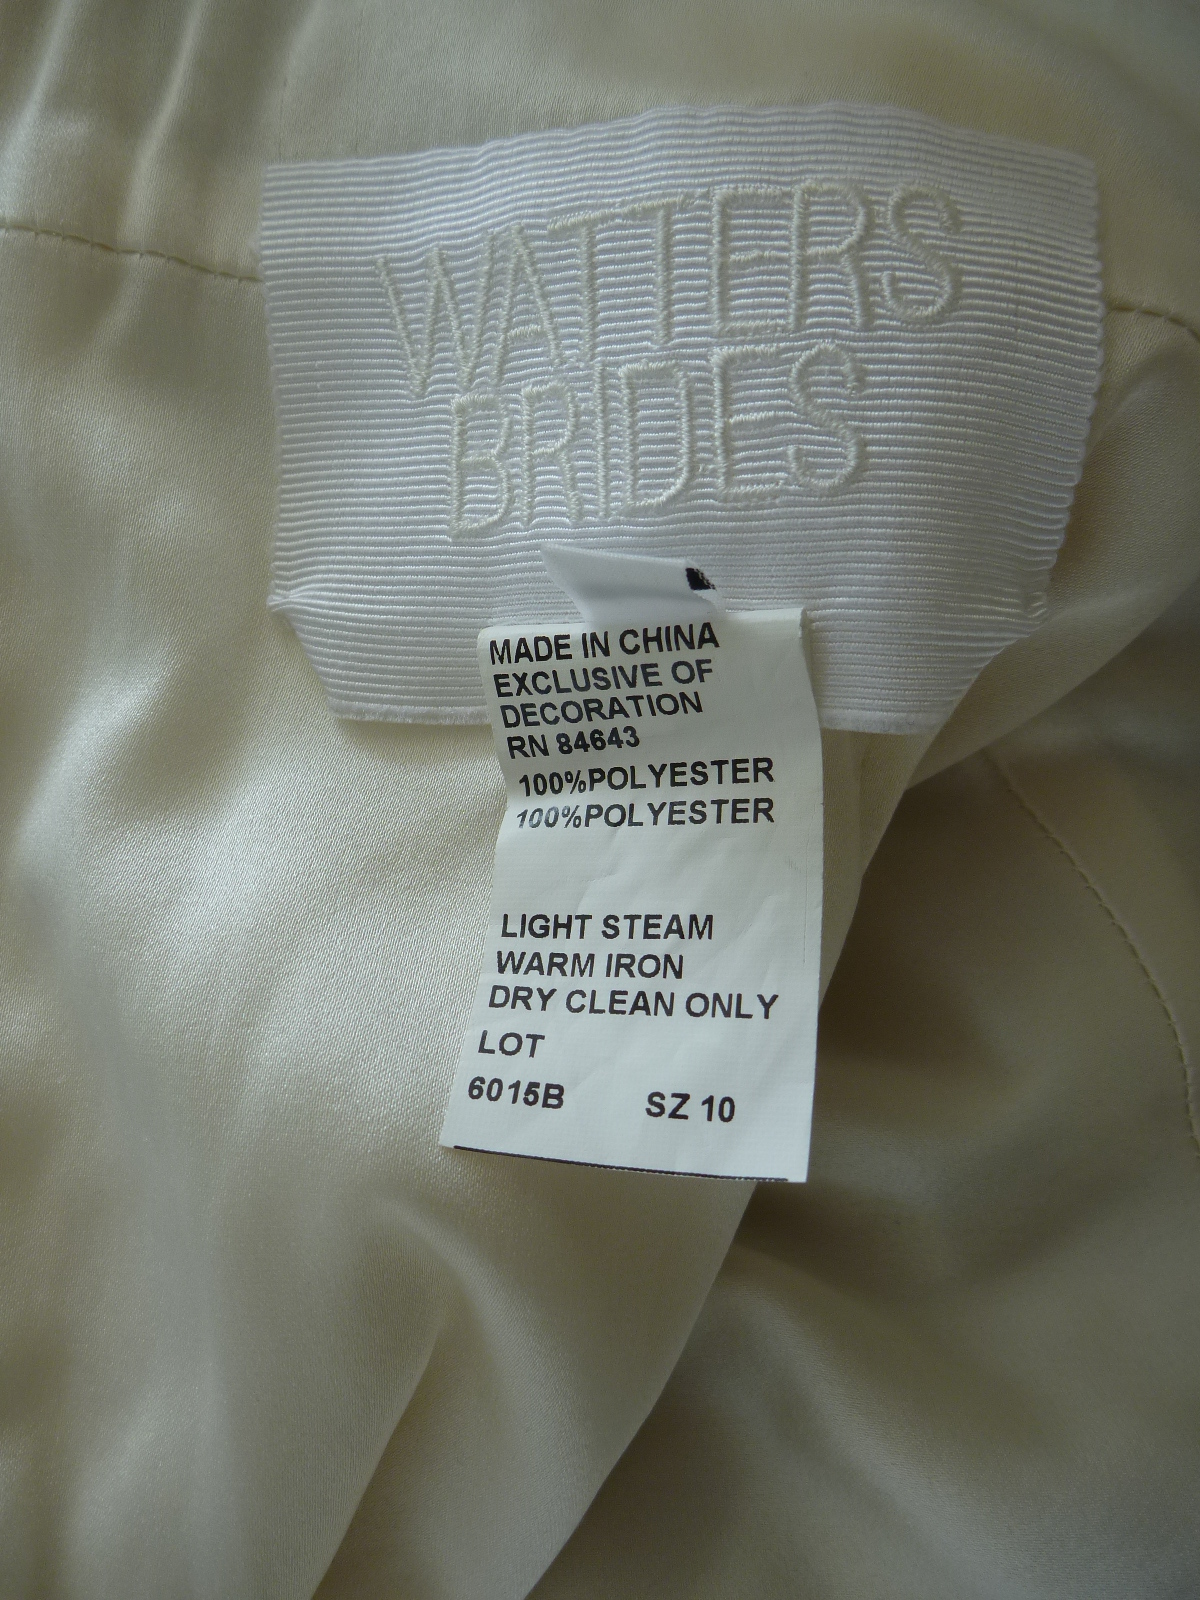 WATTERS
BRIDES
MADE IN CHINA
EXCLUSIVE OF
DECORATION
RN 84643
100%POLYESTER
100%POLYESTER
LIGHT STEAM
WARM IRON
DRY CLEAN ONLY
LOT
6015B SZ 10